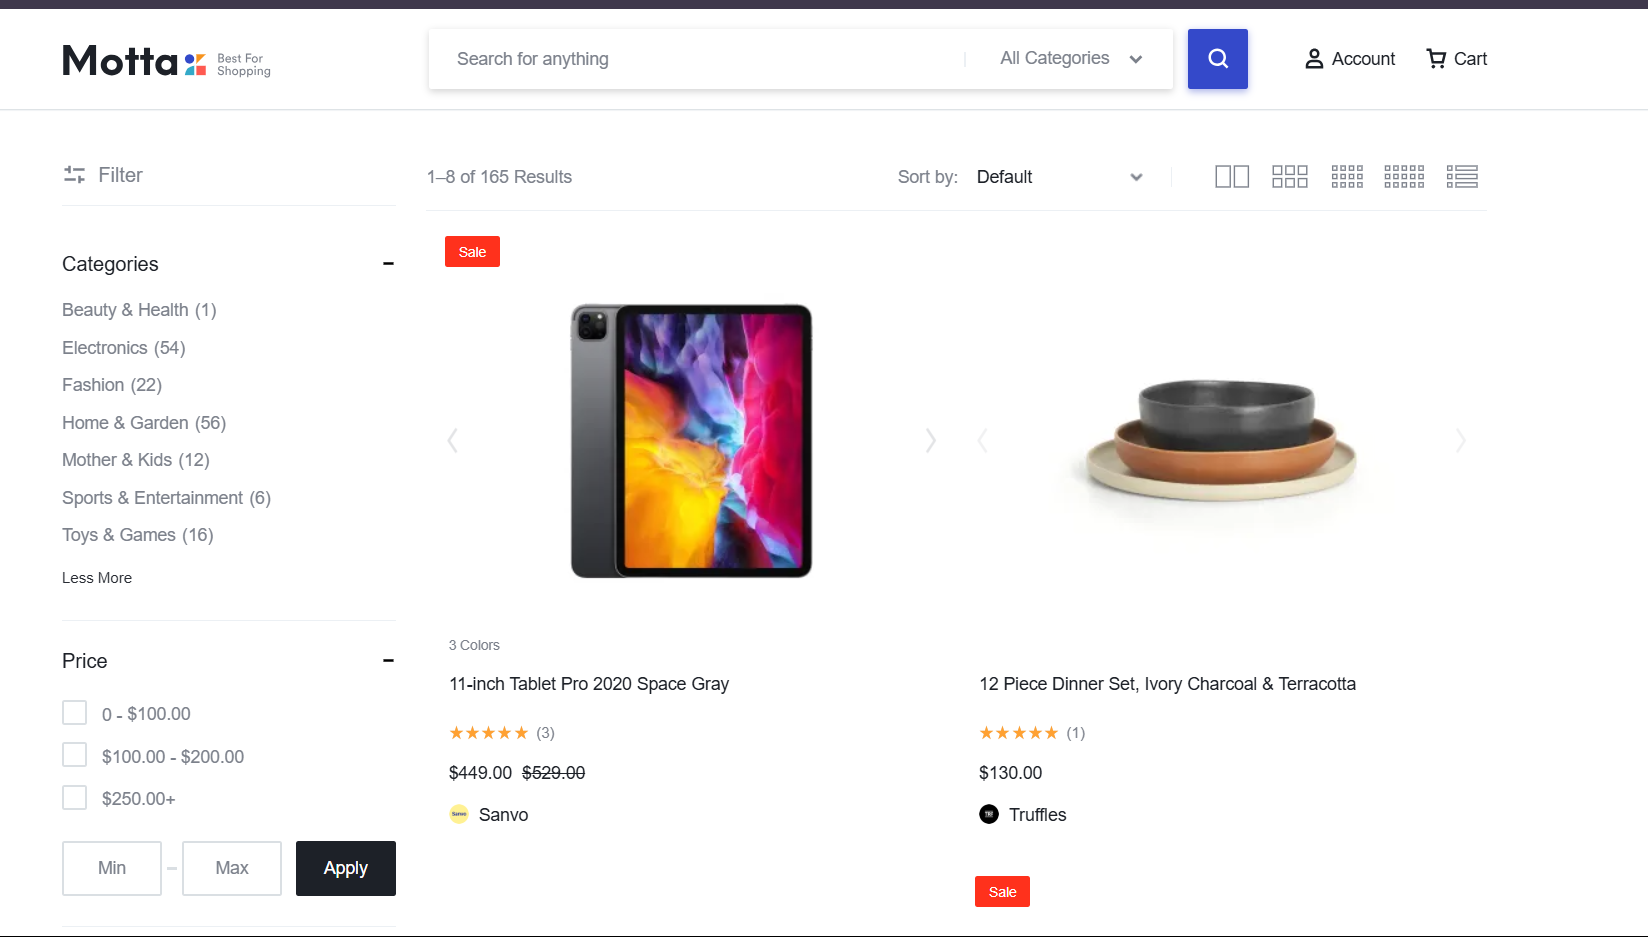 Motta
Best For
Shopping
Search for anything
All Categories
Account
Cart
Filter
1–8 of 165 Results
Sort by:
Default
Categories
Beauty & Health (1)
Electronics (54)
Fashion (22)
Home & Garden (56)
Mother & Kids (12)
Sports & Entertainment (6)
Toys & Games (16)
Less More
Price
0 - $100.00
$100.00 - $200.00
$250.00+
Min
Max
Apply
Sale
3 Colors
11-inch Tablet Pro 2020 Space Gray
(3)
$449.00 $529.00
Sanvo
Sanvo
12 Piece Dinner Set, Ivory Charcoal & Terracotta
(1)
$130.00
Truffles
Sale